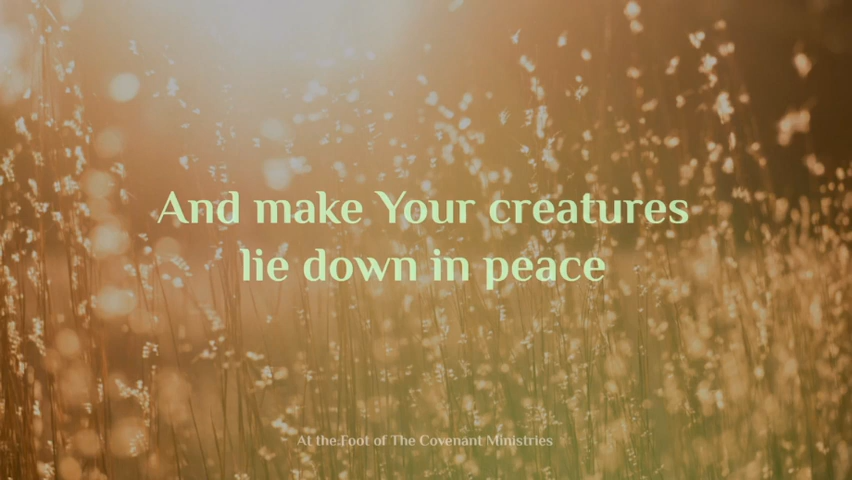 And make Your creatures
lie down in peace
At the Foot of The Covenant Ministries